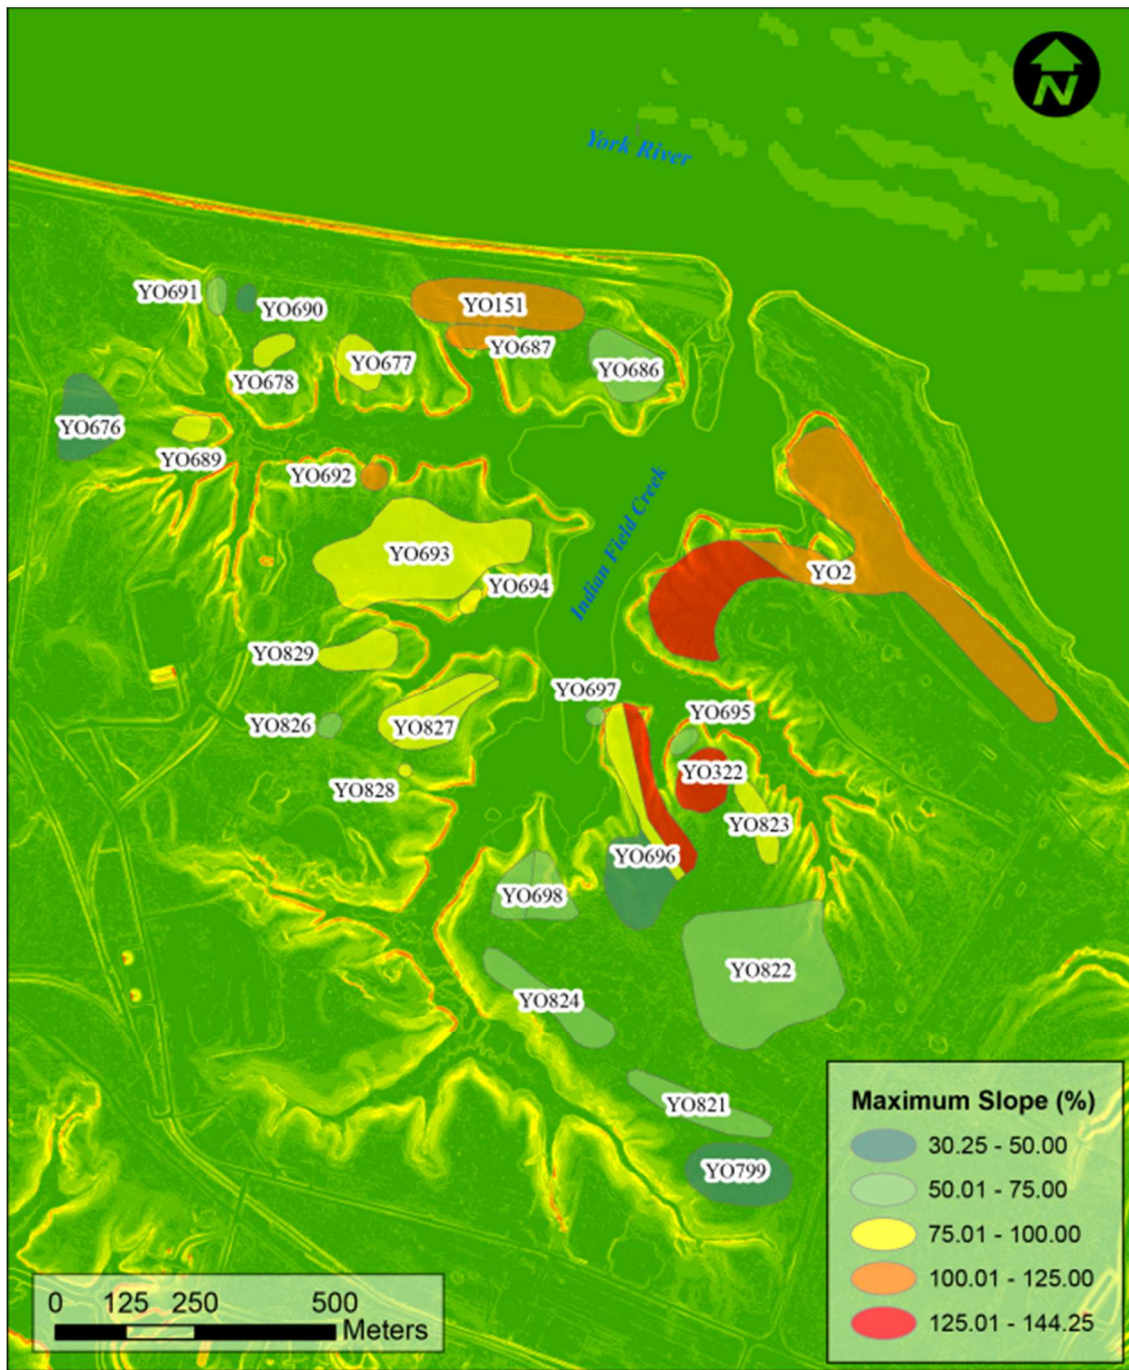 N
York River
YO691
YO690
YO151
YO687
YO678
YO677
YO686
YO676
YO689
YO692
Indian Field Creek
YO693
YO2
YO694
YO829
YO697
YO695
YO826
YO827
YO322
YO828
YO823
YO696
YO698
YO822
YO824
YO821
YO799
Maximum Slope (%)
30.25 - 50.00
50.01 - 75.00
75.01 - 100.00
100.01 - 125.00
125.01 - 144.25
0 125 250 500
Meters